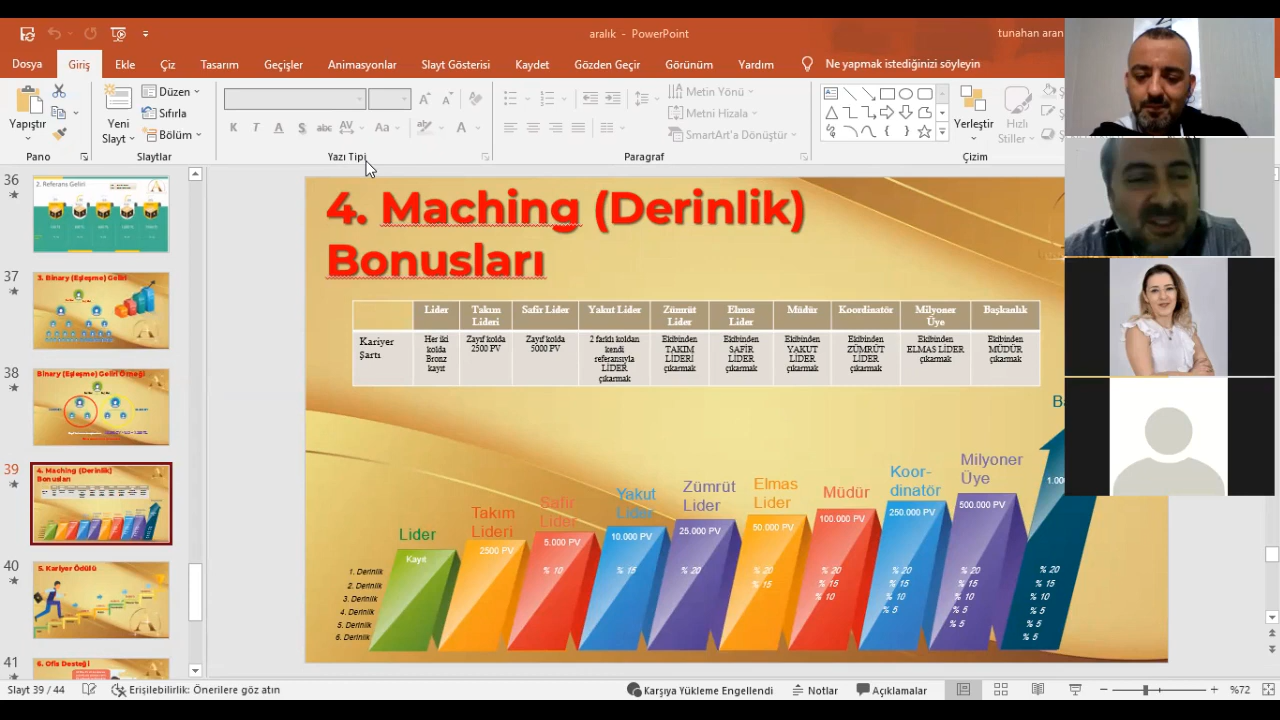 aralık - PowerPoint
tunahan aran
Dosya Giriş Ekle Çiz Tasarım Geçişler Animasyonlar Slayt Gösterisi Kaydet Gözden Geçir Görünüm Yardım Ne yapmak istediğinizi söyleyin
Yapıştır
Yeni
Slayt
Düzen
Sıfırla
Bölüm
Metin Yönü
Metni Hizala
SmartArt'a Dönüştür
Yerleştir
Hızlı
Stiller
Pano Slaytlar Yazı Tipi Paragraf Çizim
36
2. Referans Geliri
37
3. Binary (Eşleşme) Geliri
38
Binary (Eşleşme) Geliri Örneği
39
4. Maching (Derinlik)
Bonusları
40
5. Kariyer Ödülü
41
6. Ofis Desteği
4. Maching (Derinlik)
Bonusları
Lider Takım Lideri Safir Lider Yakut Lider Zümrüt Lider Elmas Lider Müdür Koordinatör Milyoner Üye Başkanlık
Kariyer Şartı
Her iki kolda Bronz kayıt
Zayıf kolda 2500 PV
Zayıf kolda 5000 PV
2 farklı koldan kendi referansıyla LİDER çıkarmak
Ekibinden TAKIM LİDERİ çıkarmak
Ekibinden SAFİR LİDER çıkarmak
Ekibinden YAKUT LİDER çıkarmak
Ekibinden ZÜMRÜT LİDER çıkarmak
Ekibinden ELMAS LİDER çıkarmak
Ekibinden MÜDÜR çıkarmak
Lider
Kayıt
Takım
Lideri
2500 PV
Safir
Lider
5.000 PV
% 10
Yakut
Lider
10.000 PV
% 15
Zümrüt
Lider
25.000 PV
% 20
Elmas
Lider
50.000 PV
% 20
% 15
Müdür
100.000 PV
% 20
% 15
% 10
Koor-
dinatör
250.000 PV
% 20
% 15
% 10
% 5
Milyoner
Üye
500.000 PV
% 20
% 15
% 10
% 5
% 5
% 20
% 15
% 10
% 5
% 5
% 5
1. Derinlik
2. Derinlik
3. Derinlik
4. Derinlik
5. Derinlik
6. Derinlik
Slayt 39 / 44 Erişilebilirlik: Önerilere göz atın Karşıya Yükleme Engellendi Notlar Açıklamalar %72